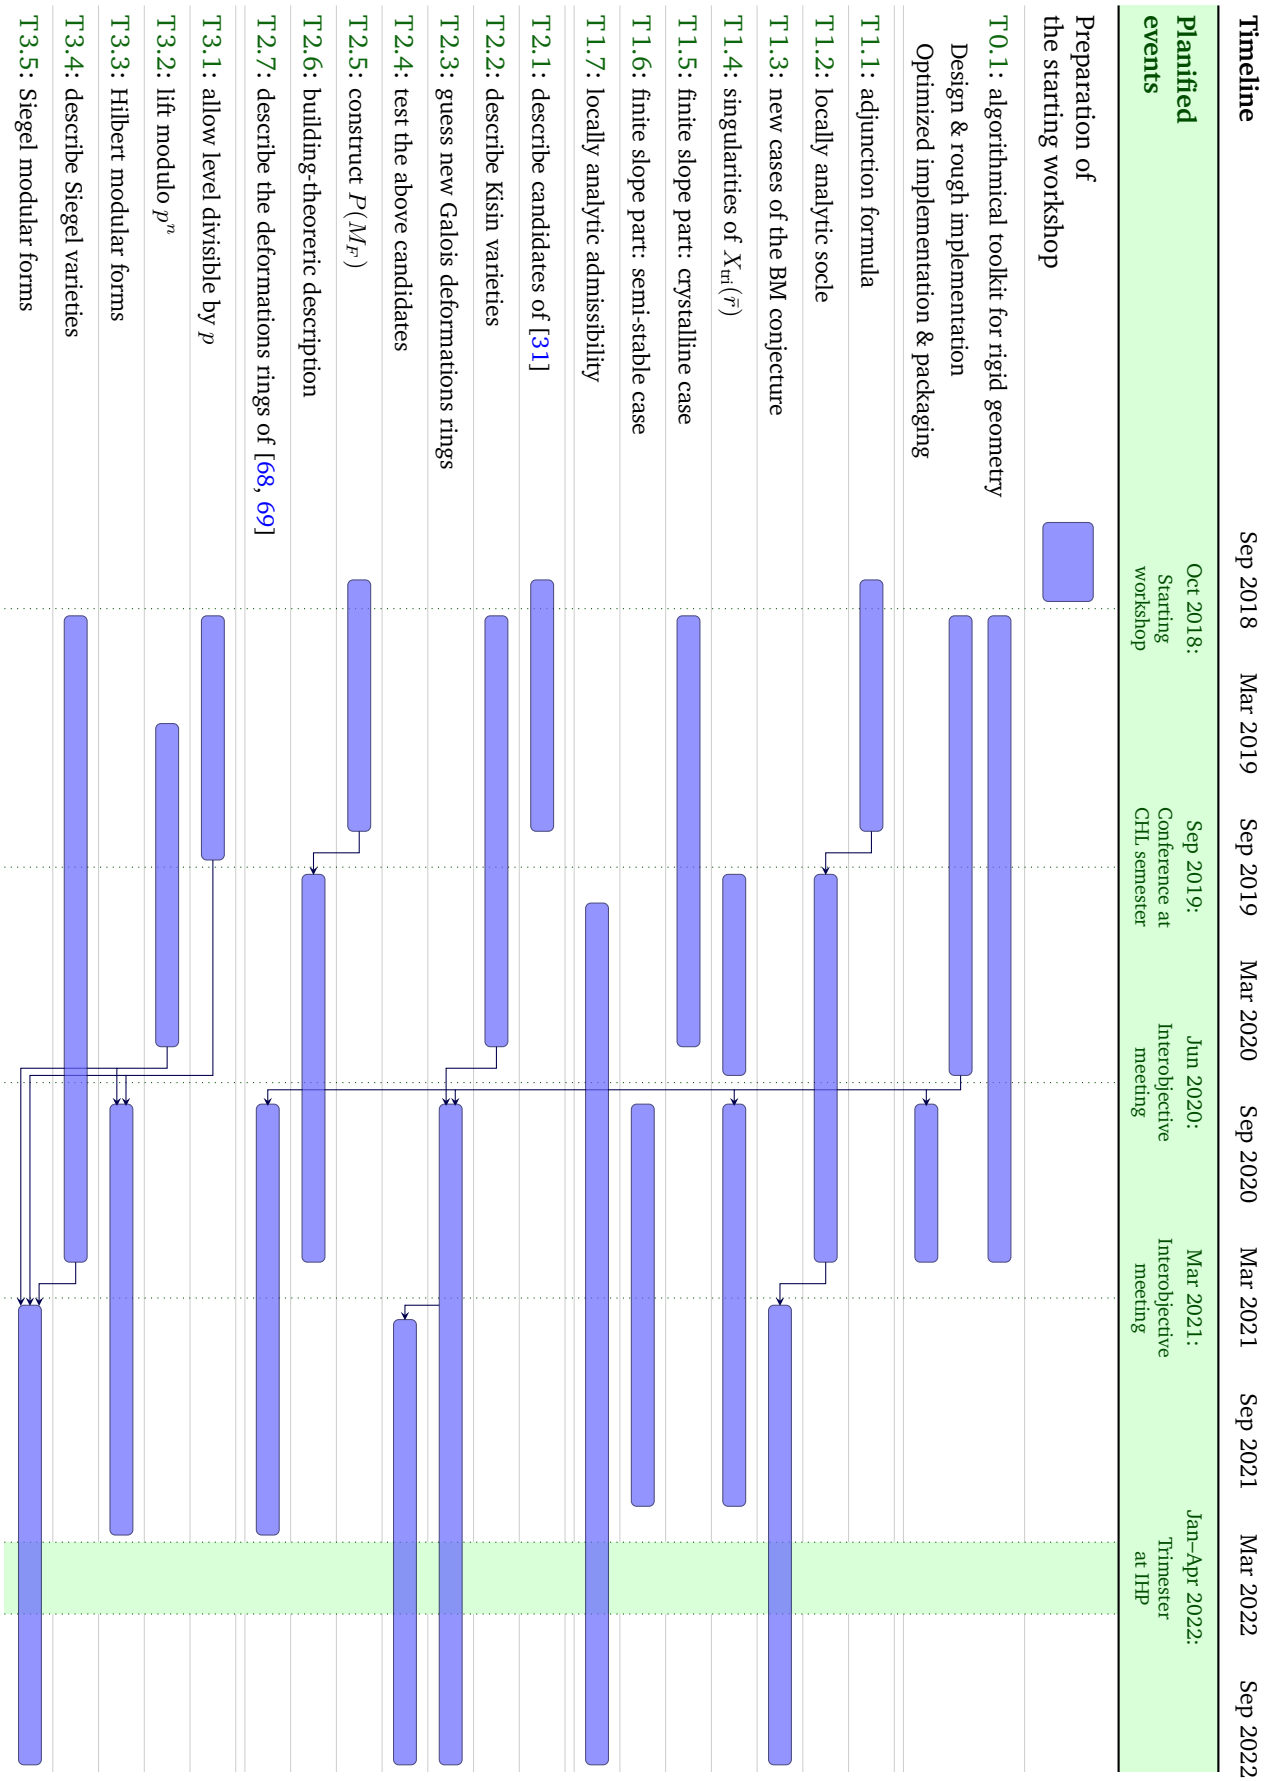 Timeline
Sep 2018
Mar 2019
Sep 2019
Mar 2020
Sep 2020
Mar 2021
Sep 2021
Mar 2022
Sep 2022
Planified
events
Oct 2018:
Starting
workshop
Sep 2019:
Conference at
CHL semester
Jun 2020:
Interobjective
meeting
Mar 2021:
Interobjective
meeting
Jan–Apr 2022:
Trimester
at IHP
Preparation of
the starting workshop
T0.1: algorithmical toolkit for rigid geometry
Design & rough implementation
Optimized implementation & packaging
T1.1: adjunction formula
T1.2: locally analytic socle
T1.3: new cases of the BM conjecture
T1.4: singularities of X_tri(r̄)
T1.5: finite slope part: crystalline case
T1.6: finite slope part: semi-stable case
T1.7: locally analytic admissibility
T2.1: describe candidates of [31]
T2.2: describe Kisin varieties
T2.3: guess new Galois deformations rings
T2.4: test the above candidates
T2.5: construct P(M_F)
T2.6: building-theoreric description
T2.7: describe the deformations rings of [68, 69]
T3.1: allow level divisible by p
T3.2: lift modulo pⁿ
T3.3: Hilbert modular forms
T3.4: describe Siegel varieties
T3.5: Siegel modular forms